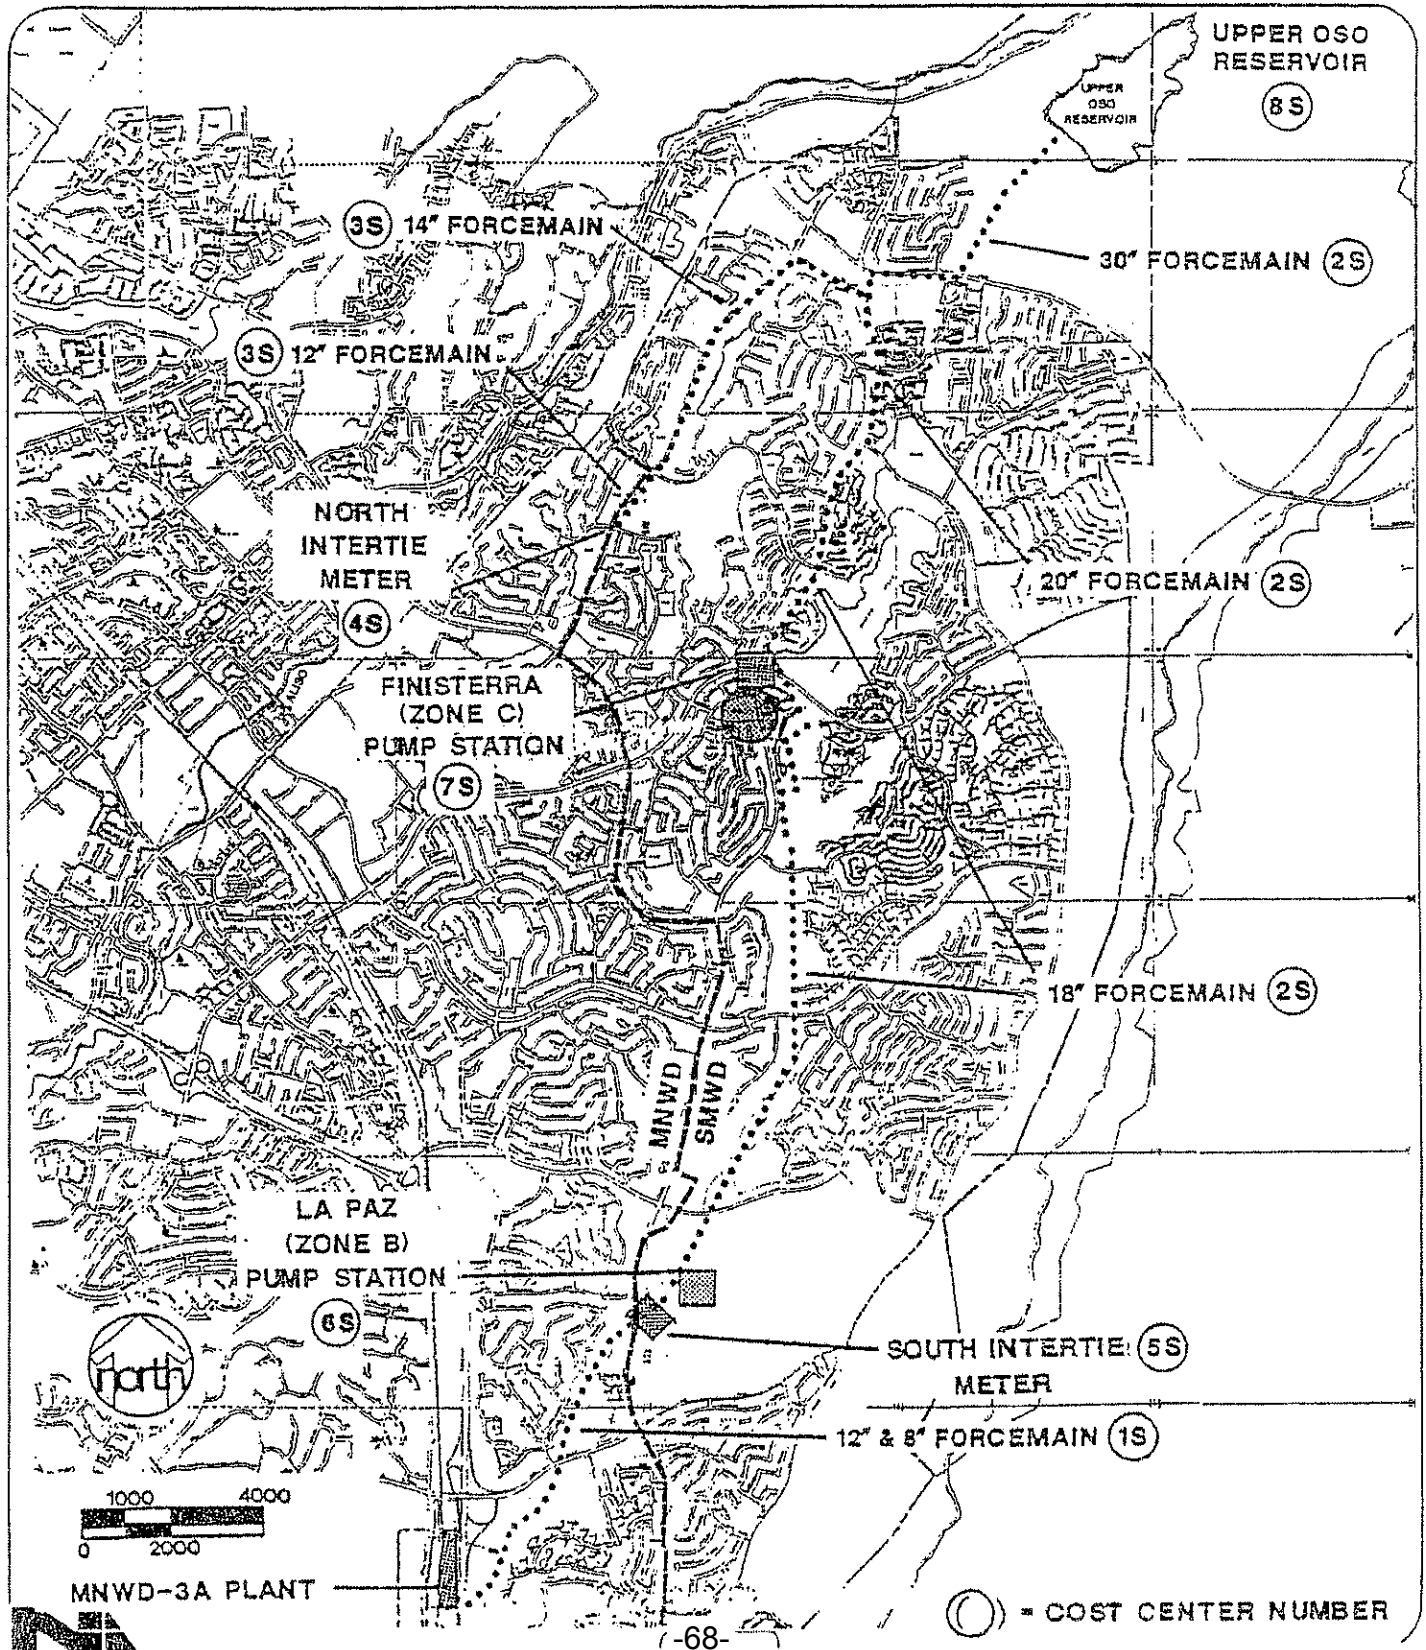 UPPER OSO
RESERVOIR
8S
UPPER
OSO
RESERVOIR
3S 14" FORCEMAIN
30" FORCEMAIN 2S
3S 12" FORCEMAIN
NORTH
INTERTIE
METER
4S
20" FORCEMAIN 2S
FINISTERRA
(ZONE C)
PUMP STATION
7S
18" FORCEMAIN 2S
MNWD
SMWD
LA PAZ
(ZONE B)
PUMP STATION
6S
north
SOUTH INTERTIE 5S
METER
12" & 8" FORCEMAIN 1S
1000 4000
0 2000
MNWD-3A PLANT
= COST CENTER NUMBER
-68-